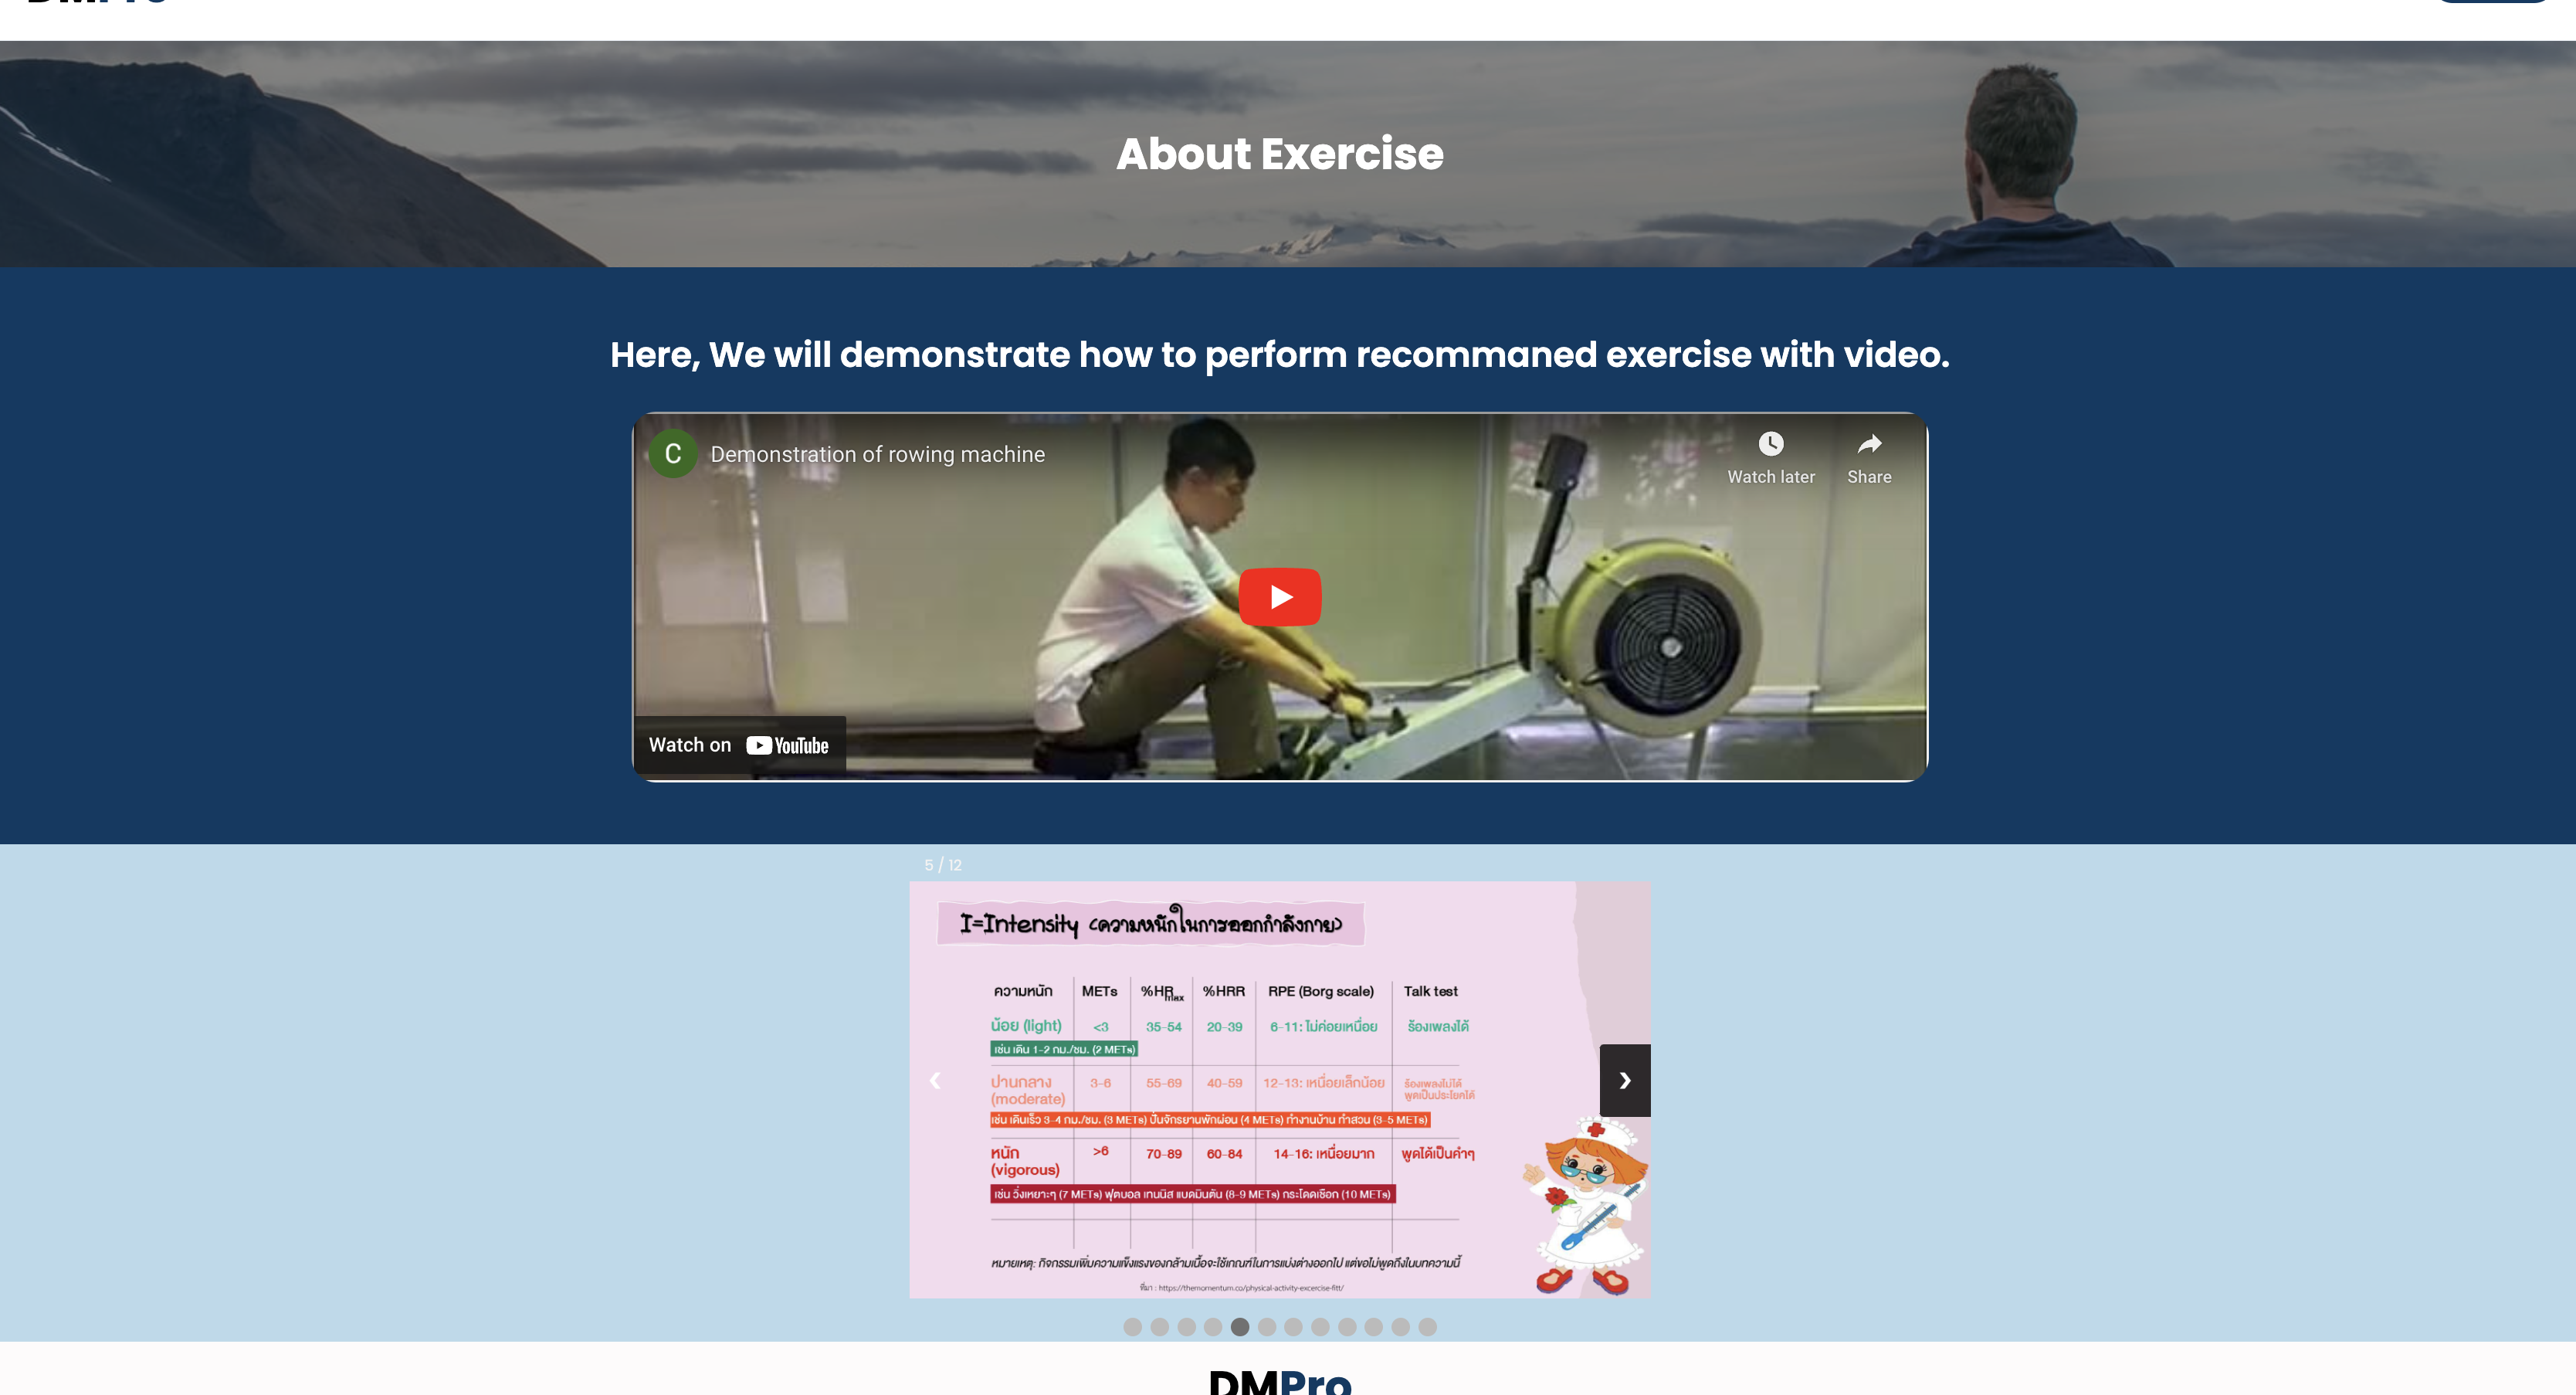 DMPro
About Exercise
Here, We will demonstrate how to perform recommaned exercise with video.
C Demonstration of rowing machine
Watch later Share
Watch on YouTube
5 / 12
I=Intensity (ความหนักในการออกกำลังกาย)
ความหนัก METs %HRmax %HRR RPE (Borg scale) Talk test
น้อย (light) <3 35-54 20-39 6-11: ไม่ค่อยเหนื่อย ร้องเพลงได้
เช่น เดิน 1-2 กม./ชม. (2 METs)
ปานกลาง (moderate) 3-6 55-69 40-59 12-13: เหนื่อยเล็กน้อย ร้องเพลงไม่ได้ พูดเป็นประโยคได้
เช่น เดินเร็ว 3-4 กม./ชม. (3 METs) ปั่นจักรยานพักผ่อน (4 METs) ทำงานบ้าน ทำสวน (3-5 METs)
หนัก (vigorous) >6 70-89 60-84 14-16: เหนื่อยมาก พูดได้เป็นคำๆ
เช่น วิ่งเหยาะๆ (7 METs) ฟุตบอล เทนนิส แบดมินตัน (8-9 METs) กระโดดเชือก (10 METs)
หมายเหตุ: กิจกรรมเพิ่มความแข็งแรงของกล้ามเนื้อจะใช้เกณฑ์ในการแบ่งต่างออกไป แต่ขอไม่พูดถึงในบทความนี้
ที่มา : https://themomentum.co/physical-activity-excercise-fitt/
DMPro